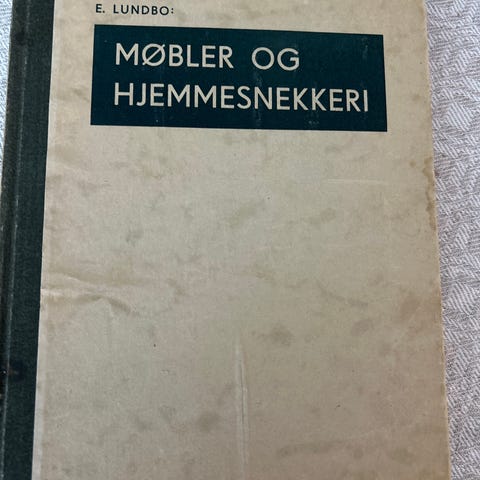 E. LUNDBO:
MØBLER OG
HJEMMESNEKKERI